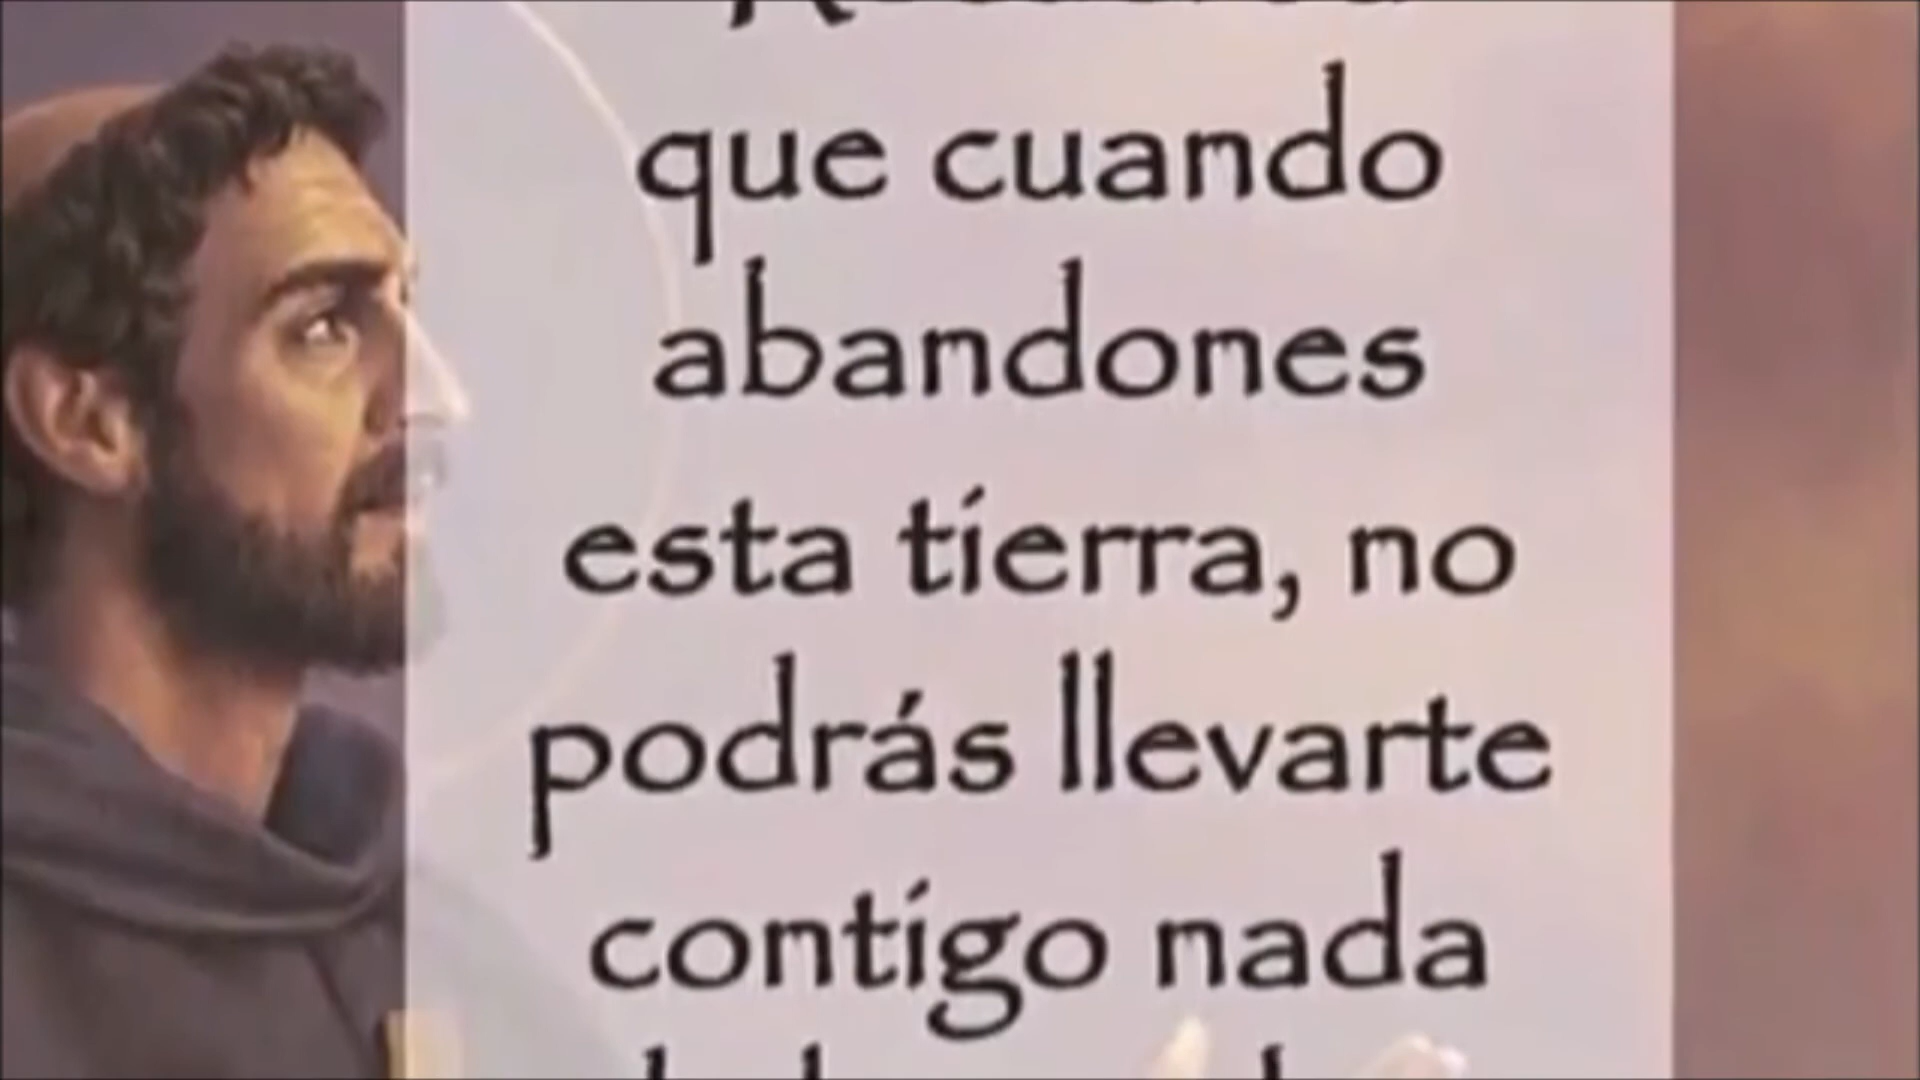 que cuando
abandones
esta tierra, no
podrás llevarte
contigo nada